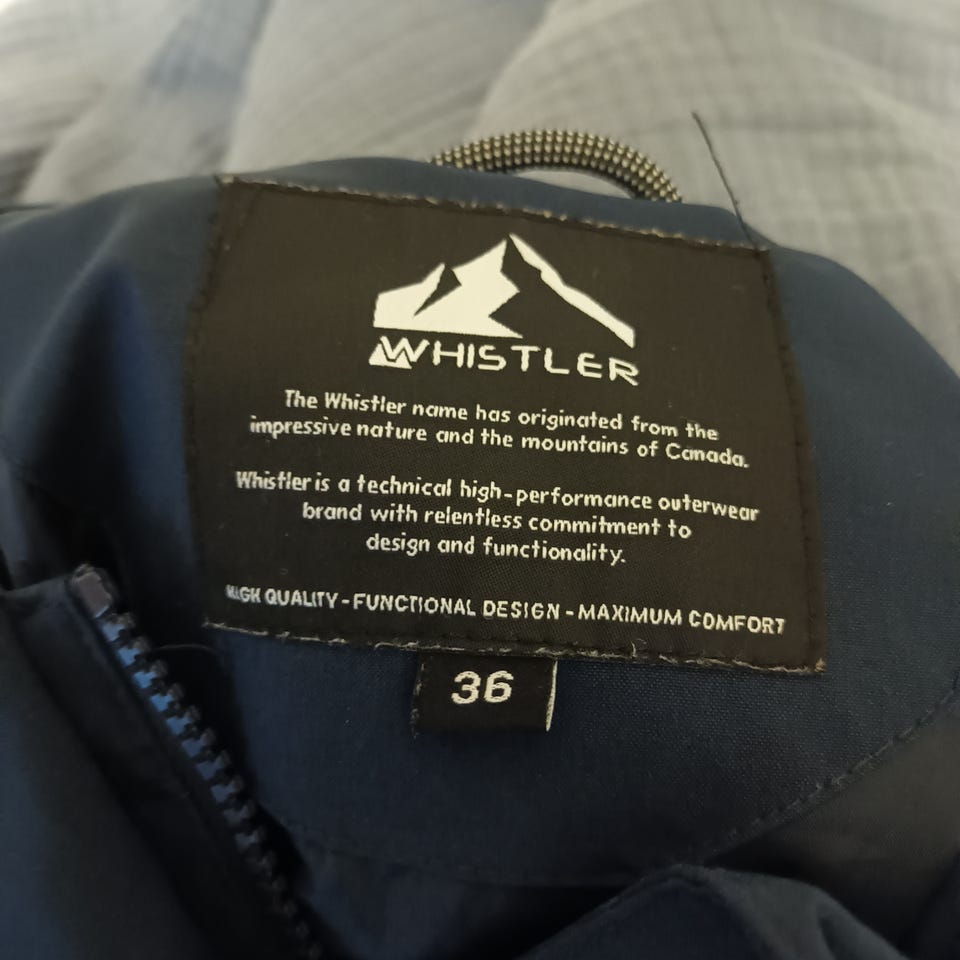 WHISTLER
The Whistler name has originated from the
impressive nature and the mountains of Canada.
Whistler is a technical high-performance outerwear
brand with relentless commitment to
design and functionality.
HIGH QUALITY - FUNCTIONAL DESIGN - MAXIMUM COMFORT
36